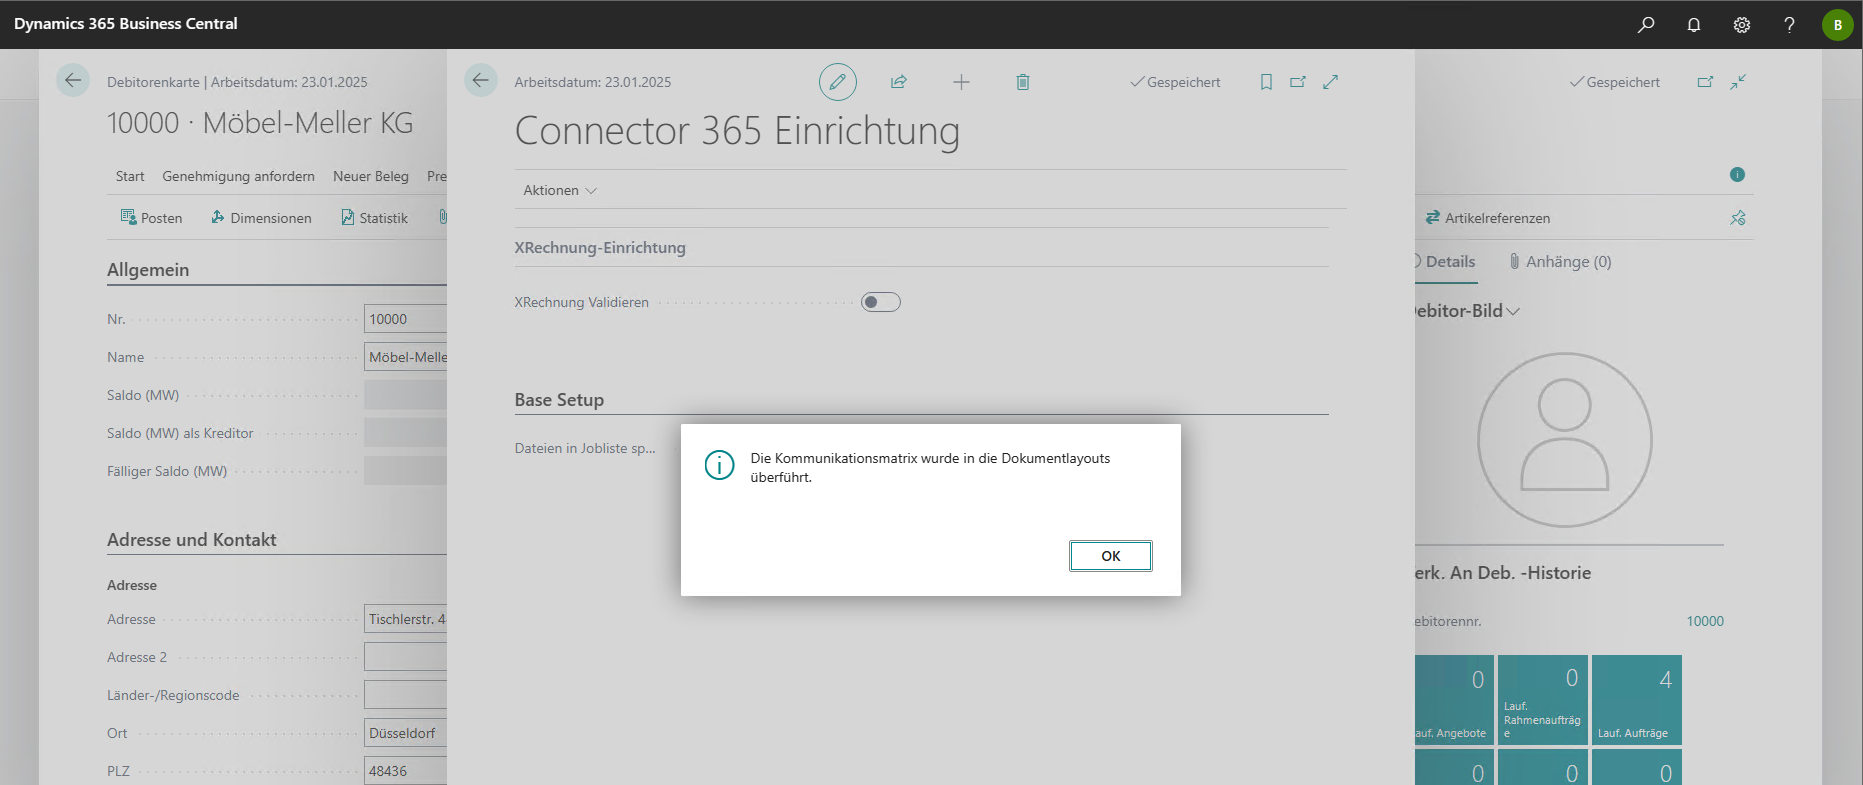 Dynamics 365 Business Central
B
Debitorenkarte | Arbeitsdatum: 23.01.2025
10000 · Möbel-Meller KG
Start Genehmigung anfordern Neuer Beleg Pre
Posten Dimensionen Statistik
Allgemein
Nr. 10000
Name Möbel-Melle
Saldo (MW)
Saldo (MW) als Kreditor
Fälliger Saldo (MW)
Adresse und Kontakt
Adresse
Adresse Tischlerstr. 4
Adresse 2
Länder-/Regionscode
Ort Düsseldorf
PLZ 48436
Arbeitsdatum: 23.01.2025
Gespeichert
Connector 365 Einrichtung
Aktionen
XRechnung-Einrichtung
XRechnung Validieren
Base Setup
Dateien in Jobliste sp...
Die Kommunikationsmatrix wurde in die Dokumentlayouts
überführt.
OK
Gespeichert
Artikelreferenzen
Details Anhänge (0)
ebitor-Bild
erk. An Deb. -Historie
ebitorennr. 10000
0
auf. Angebote
0
Lauf.
Rahmenaufträg
e
4
Lauf. Aufträge
0 0 0